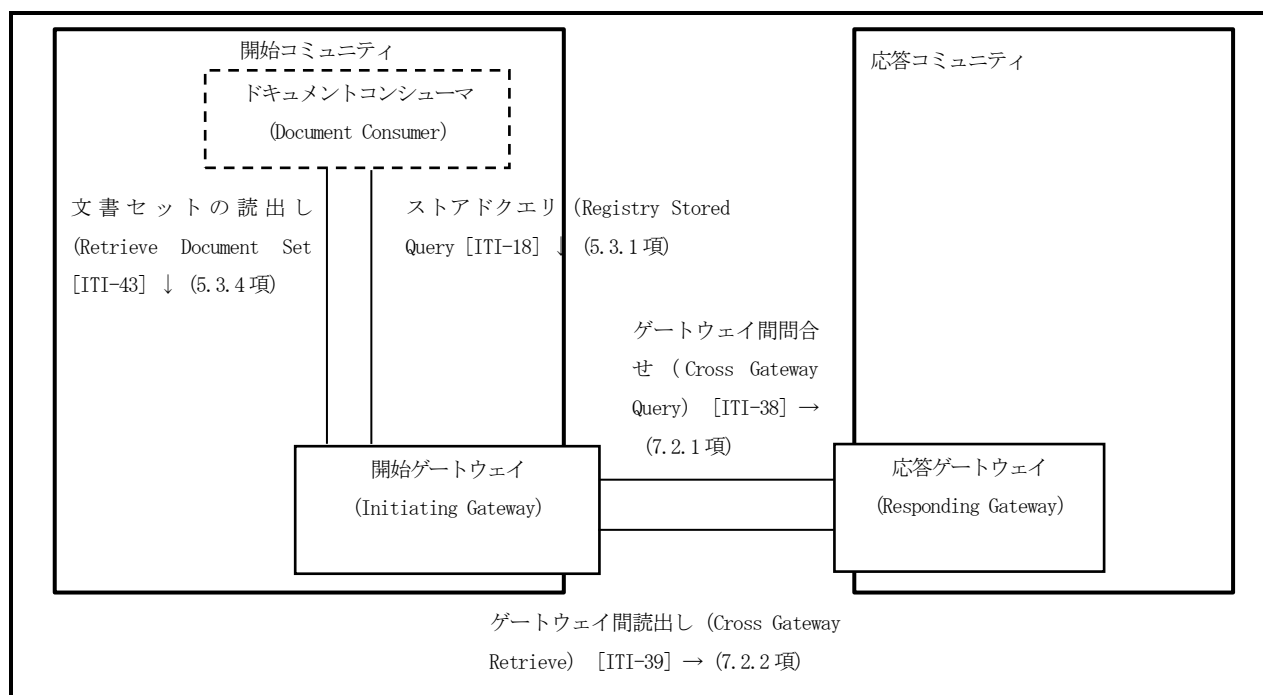 開始コミュニティ
ドキュメントコンシューマ
(Document Consumer)
文書セットの読出し
(Retrieve Document Set
[ITI-43] ↓ (5.3.4項)
ストアドクエリ (Registry Stored
Query [ITI-18] ↓ (5.3.1項)
応答コミュニティ
ゲートウェイ間問合
せ (Cross Gateway
Query) [ITI-38] →
(7.2.1項)
開始ゲートウェイ
(Initiating Gateway)
応答ゲートウェイ
(Responding Gateway)
ゲートウェイ間読出し (Cross Gateway
Retrieve) [ITI-39] → (7.2.2項)